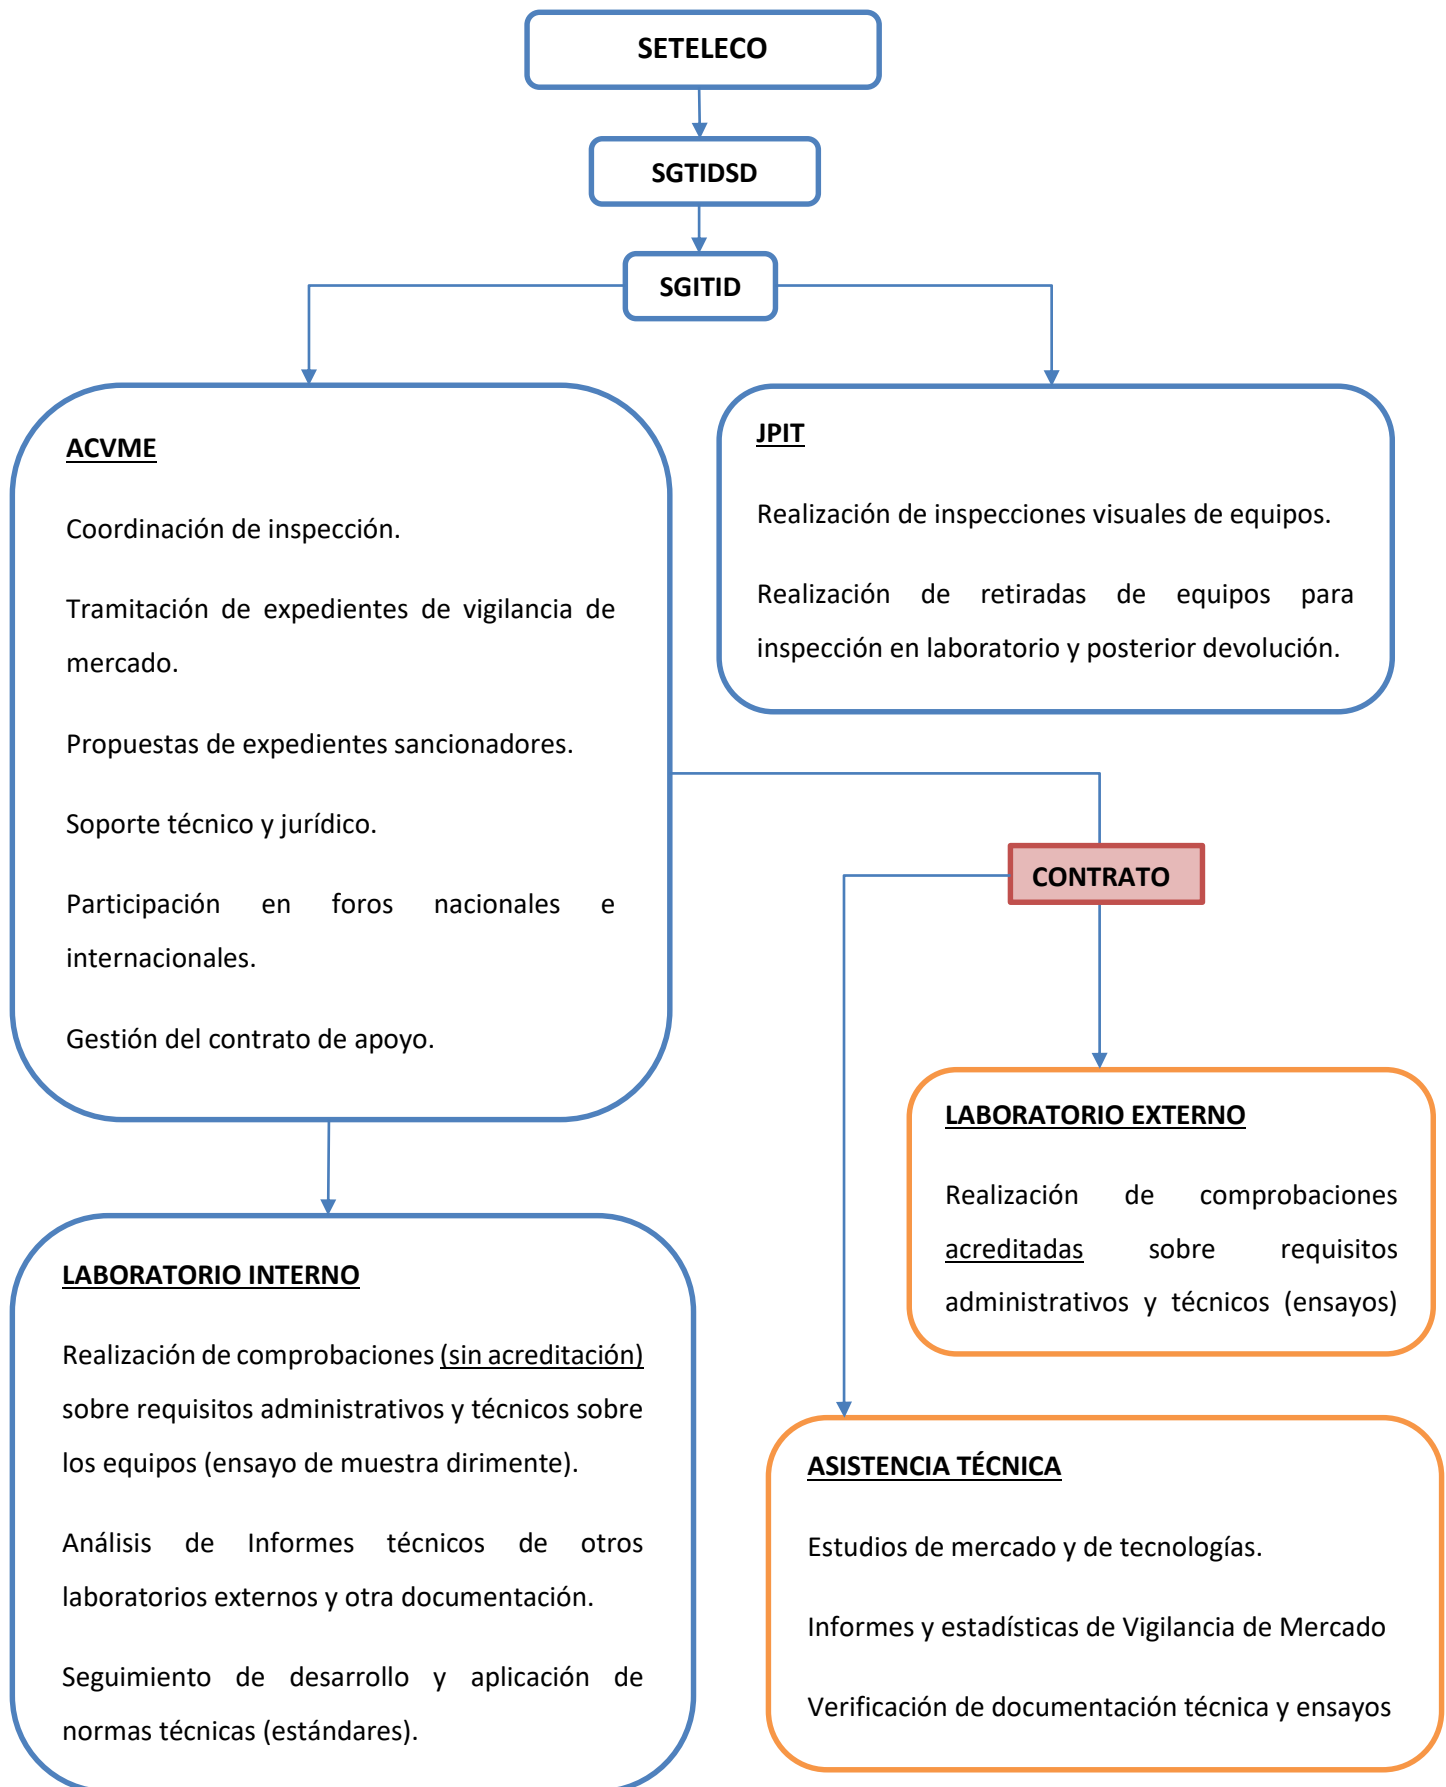 SETELECO
SGTIDSD
SGITID
ACVME
Coordinación de inspección.
Tramitación de expedientes de vigilancia de
mercado.
Propuestas de expedientes sancionadores.
Soporte técnico y jurídico.
Participación en foros nacionales e
internacionales.
Gestión del contrato de apoyo.
JPIT
Realización de inspecciones visuales de equipos.
Realización de retiradas de equipos para
inspección en laboratorio y posterior devolución.
CONTRATO
LABORATORIO EXTERNO
Realización de comprobaciones
acreditadas sobre requisitos
administrativos y técnicos (ensayos)
LABORATORIO INTERNO
Realización de comprobaciones (sin acreditación)
sobre requisitos administrativos y técnicos sobre
los equipos (ensayo de muestra dirimente).
Análisis de Informes técnicos de otros
laboratorios externos y otra documentación.
Seguimiento de desarrollo y aplicación de
normas técnicas (estándares).
ASISTENCIA TÉCNICA
Estudios de mercado y de tecnologías.
Informes y estadísticas de Vigilancia de Mercado
Verificación de documentación técnica y ensayos